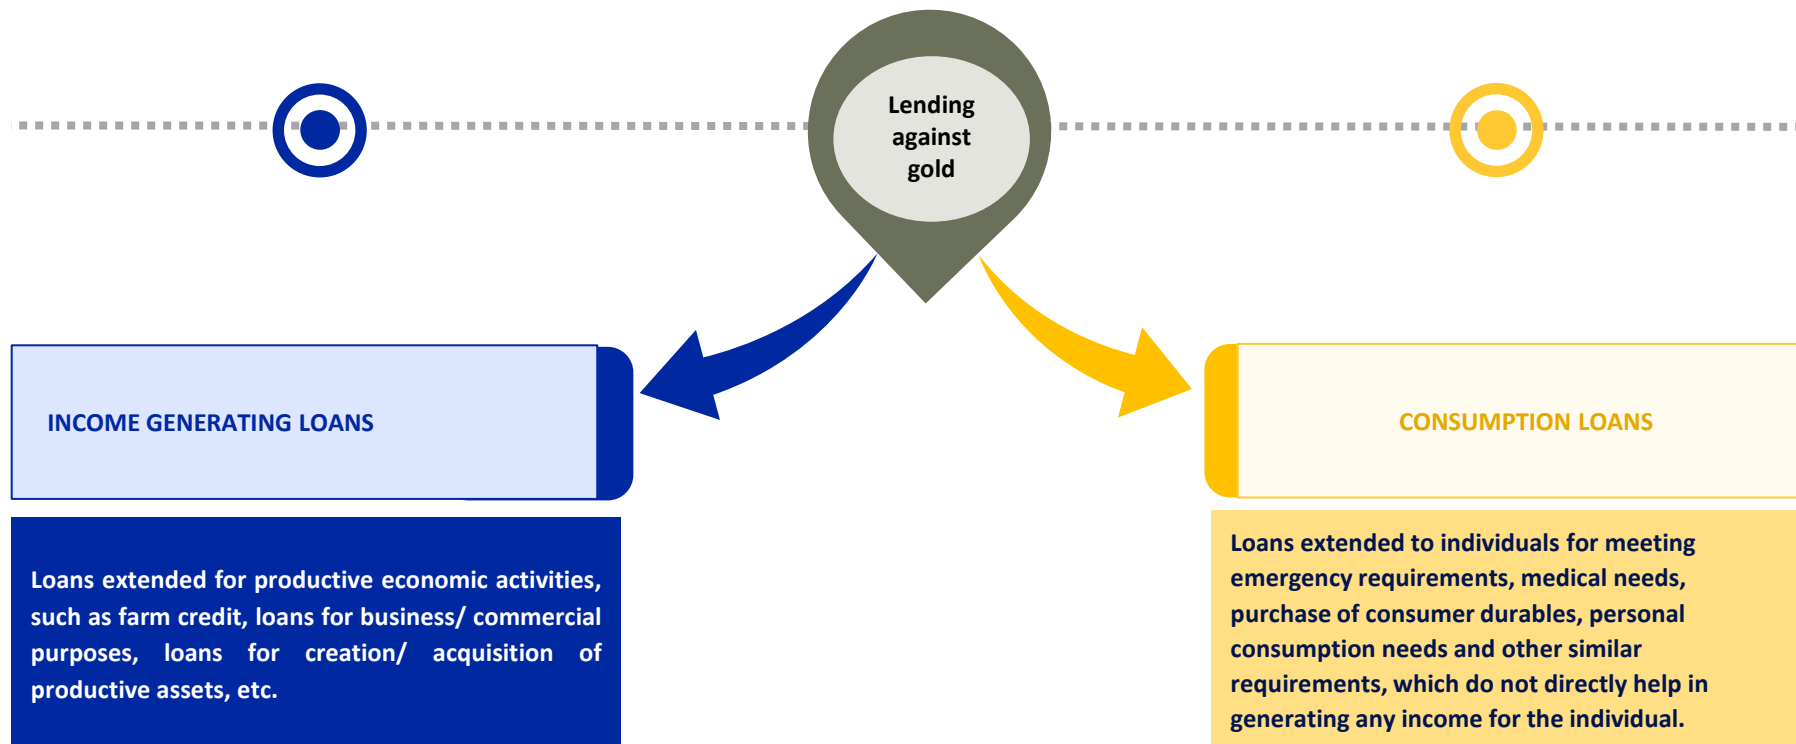 Lending
against
gold
INCOME GENERATING LOANS
Loans extended for productive economic activities,
such as farm credit, loans for business/ commercial
purposes, loans for creation/ acquisition of
productive assets, etc.
CONSUMPTION LOANS
Loans extended to individuals for meeting
emergency requirements, medical needs,
purchase of consumer durables, personal
consumption needs and other similar
requirements, which do not directly help in
generating any income for the individual.